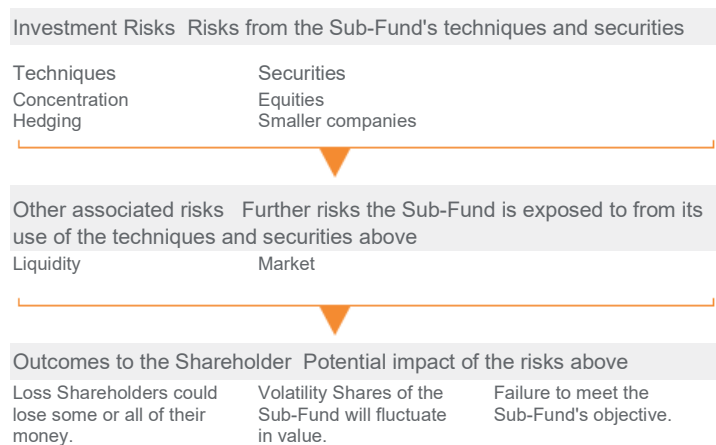 Investment Risks Risks from the Sub-Fund's techniques and securities
Techniques
Concentration
Hedging
Securities
Equities
Smaller companies
Other associated risks Further risks the Sub-Fund is exposed to from its
use of the techniques and securities above
Liquidity
Market
Outcomes to the Shareholder Potential impact of the risks above
Loss Shareholders could
lose some or all of their
money.
Volatility Shares of the
Sub-Fund will fluctuate
in value.
Failure to meet the
Sub-Fund's objective.